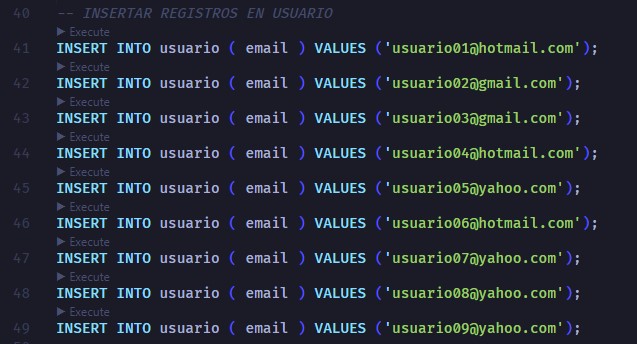 40 -- INSERTAR REGISTROS EN USUARIO
▶ Execute
41 INSERT INTO usuario ( email ) VALUES ('usuario01@hotmail.com');
▶ Execute
42 INSERT INTO usuario ( email ) VALUES ('usuario02@gmail.com');
▶ Execute
43 INSERT INTO usuario ( email ) VALUES ('usuario03@gmail.com');
▶ Execute
44 INSERT INTO usuario ( email ) VALUES ('usuario04@hotmail.com');
▶ Execute
45 INSERT INTO usuario ( email ) VALUES ('usuario05@yahoo.com');
▶ Execute
46 INSERT INTO usuario ( email ) VALUES ('usuario06@hotmail.com');
▶ Execute
47 INSERT INTO usuario ( email ) VALUES ('usuario07@yahoo.com');
▶ Execute
48 INSERT INTO usuario ( email ) VALUES ('usuario08@yahoo.com');
▶ Execute
49 INSERT INTO usuario ( email ) VALUES ('usuario09@yahoo.com');